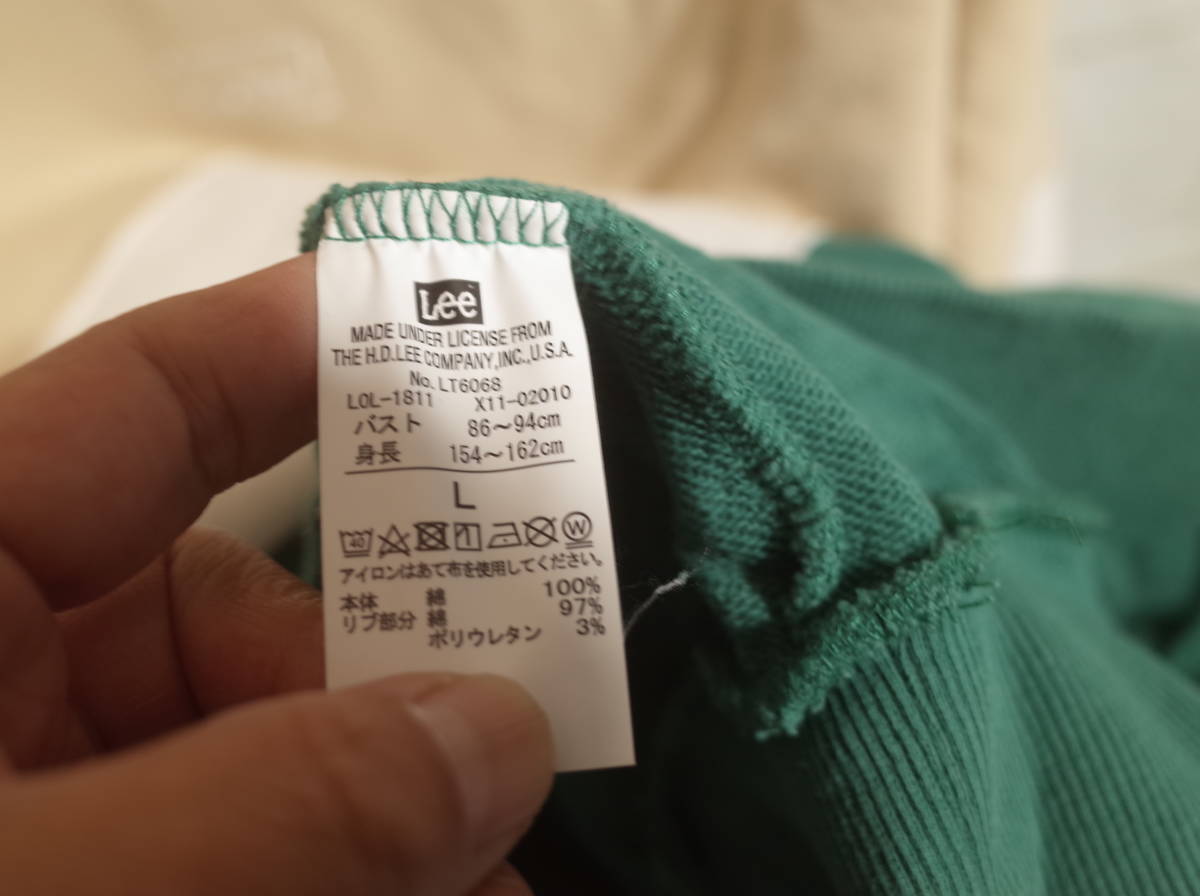 Lee
MADE UNDER LICENSE FROM
THE H.D.LEE COMPANY,INC.,U.S.A.
No. LT6068
LOL-1811 X11-02010
バスト 86～94cm
身長 154～162cm
L
40 W
アイロンはあて布を使用してください。
本体 綿 100%
リブ部分 綿 97%
ポリウレタン 3%